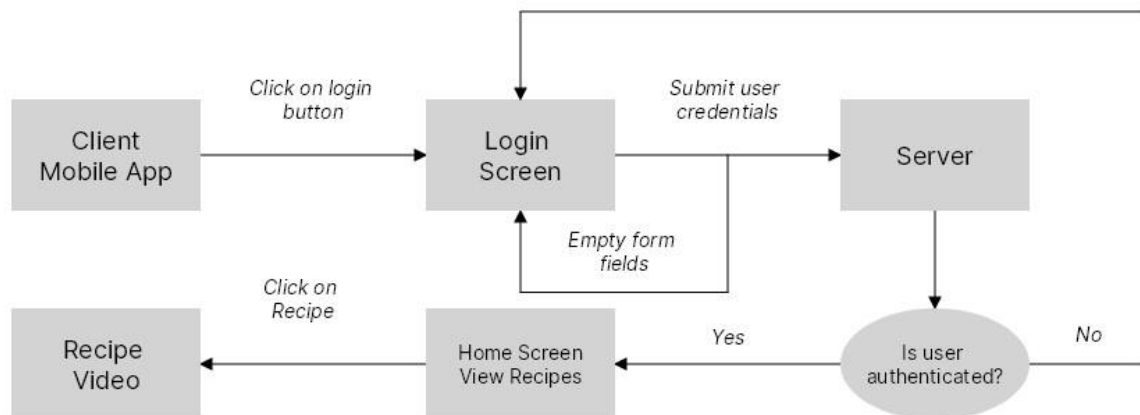 Click on login
button
Submit user
credentials
Client
Mobile App
Login
Screen
Server
Empty form
fields
Click on
Recipe
Recipe
Video
Home Screen
View Recipes
Yes
Is user
authenticated?
No